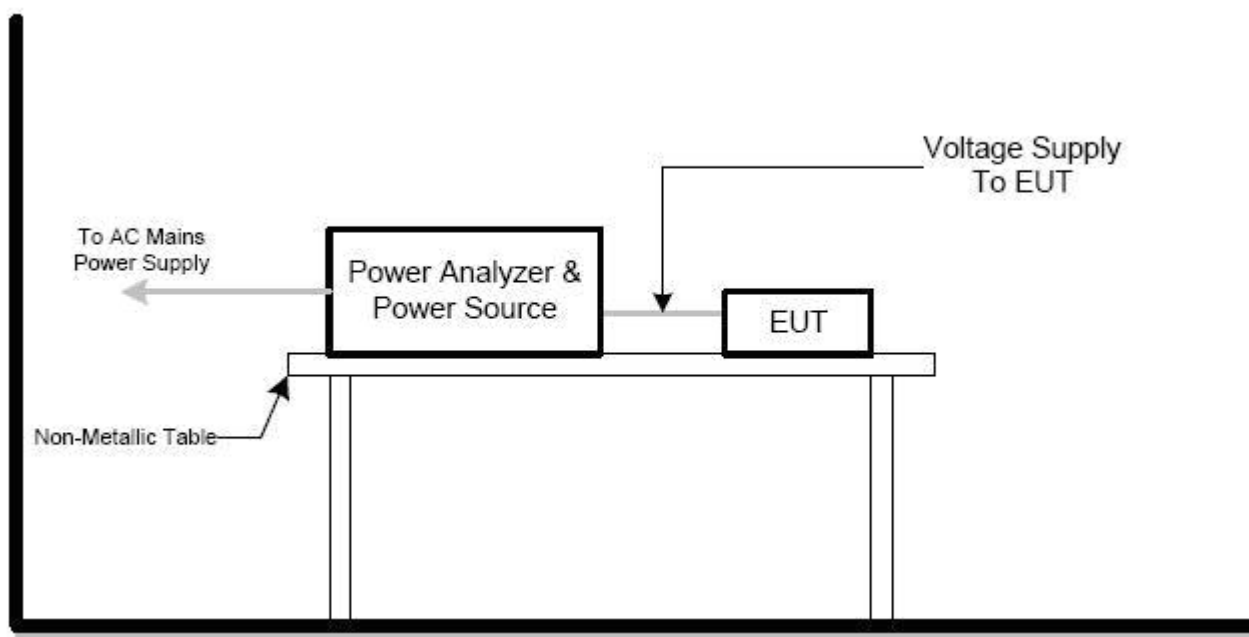 Voltage Supply
To EUT
To AC Mains
Power Supply
Power Analyzer &
Power Source
EUT
Non-Metallic Table